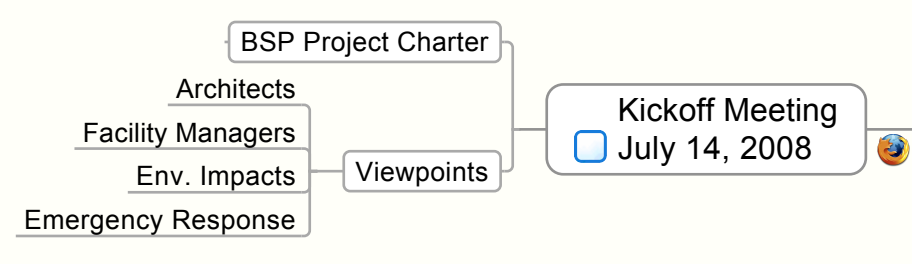 BSP Project Charter
Architects
Facility Managers
Env. Impacts
Emergency Response
Viewpoints
Kickoff Meeting
July 14, 2008